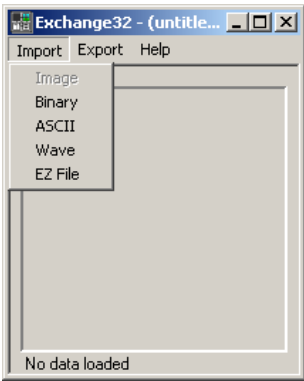 Exchange32 - (untitle...
Import Export Help
Image
Binary
ASCII
Wave
EZ File
No data loaded